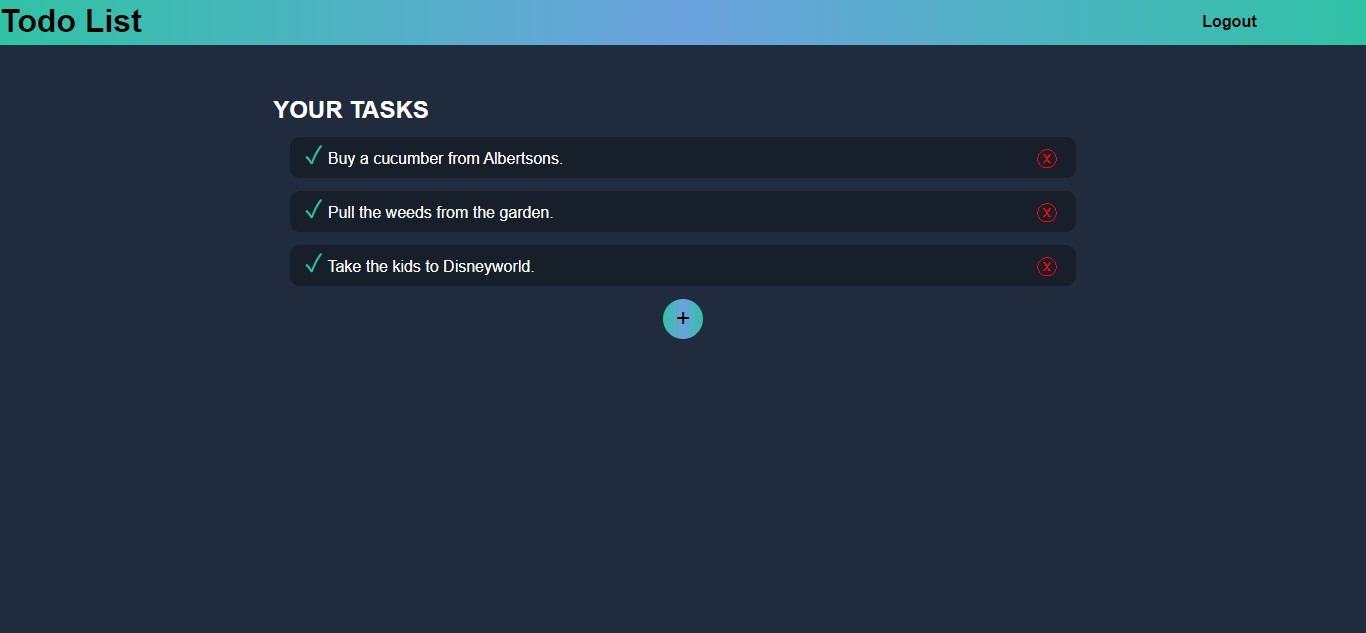 Todo List
Logout
YOUR TASKS
✓ Buy a cucumber from Albertsons. X
✓ Pull the weeds from the garden. X
✓ Take the kids to Disneyworld. X
+